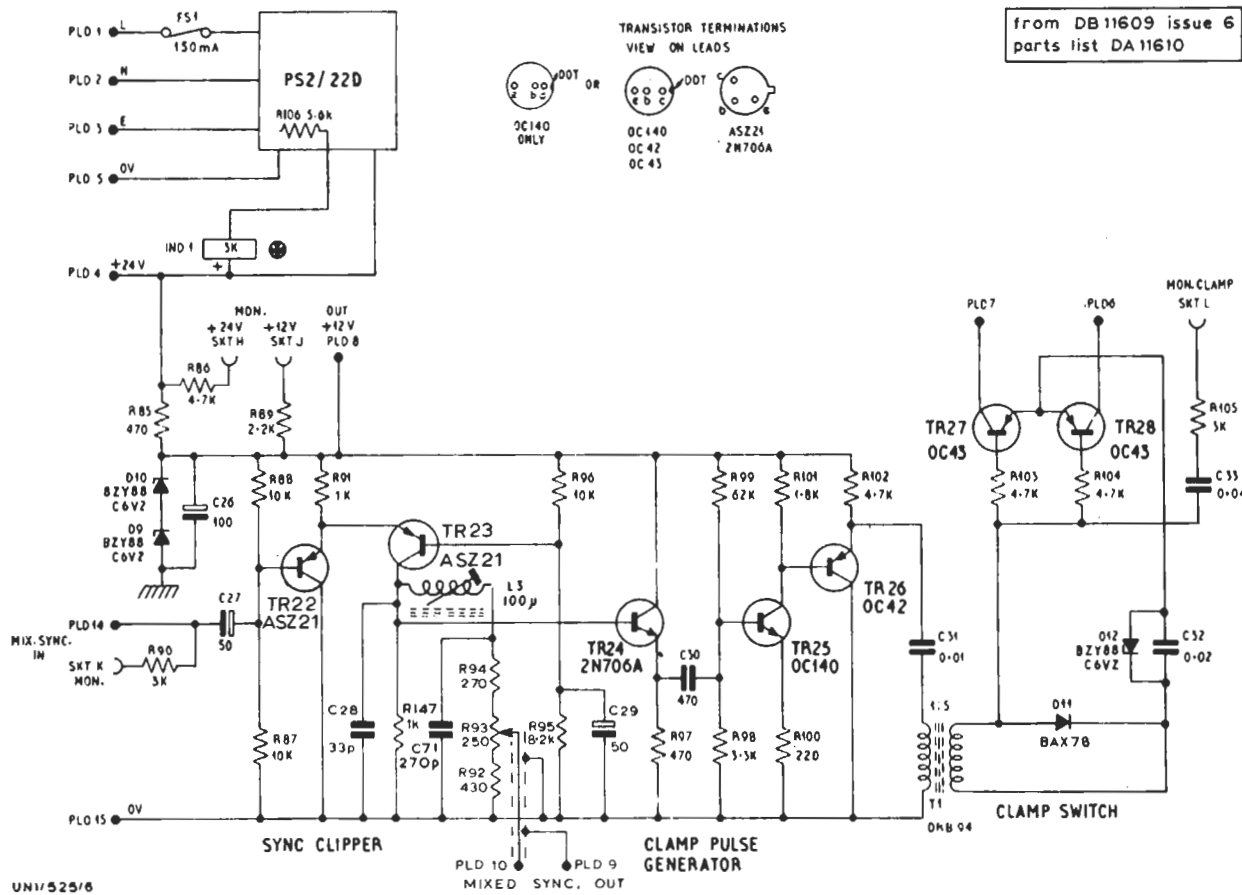 from DB 11609 issue 6
parts list DA 11610
PLD 1
L
FS1
150mA
PLD 2
N
PS2/22D
PLD 3
E
R106 5·6K
PLD 5
0V
IND 1
3K
+
PLD 4
+24V
TRANSISTOR TERMINATIONS
VIEW ON LEADS
DOT
OR
DOT
c
b
e
e b c
OC140
ONLY
OC140
OC42
OC43
ASZ21
2N706A
MON.
+24V
SKT H
+12V
SKT J
OUT
+12V
PLD 8
R86
4·7K
R85
470
R89
2·2K
D10
BZY88
C6V2
D9
BZY88
C6V2
C26
100
R88
10K
R91
1K
TR22
ASZ21
TR23
ASZ21
L3
100µ
C27
50
PLD 14
MIX. SYNC.
IN
SKT K
MON.
R90
3K
R87
10K
C28
33p
R147
1k
C71
270p
R94
270
R93
250
R92
430
R96
10K
R95
8·2K
C29
50
TR24
2N706A
C30
470
R97
470
R99
62K
R98
3·3K
TR25
OC140
R101
1·8K
R100
220
R102
4·7K
TR26
OC42
C31
0·01
T1
DRB 94
PLD7
PLD6
MON. CLAMP
SKT L
TR27
OC43
TR28
OC43
R103
4·7K
R104
4·7K
R105
3K
C33
0·04
D12
BZY88
C6V2
C32
0·02
D11
BAX78
PLD 15
0V
SYNC CLIPPER
CLAMP PULSE
GENERATOR
CLAMP SWITCH
PLD 10
PLD 9
MIXED SYNC. OUT
UN1/525/6